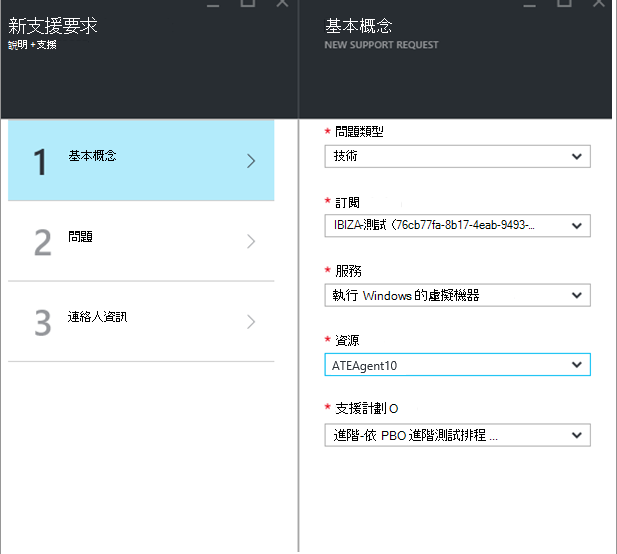 新支援要求
說明 +支援
1
基本概念
2
問題
3
連絡人資訊
基本概念
NEW SUPPORT REQUEST
* 問題類型
技術
* 訂閱
IBIZA-測試 (76cb77fa-8b17-4eab-9493-...
* 服務
執行 Windows 的虛擬機器
* 資源
ATEAgent10
* 支援計劃 O
進階-依 PBO 進階測試排程 ...